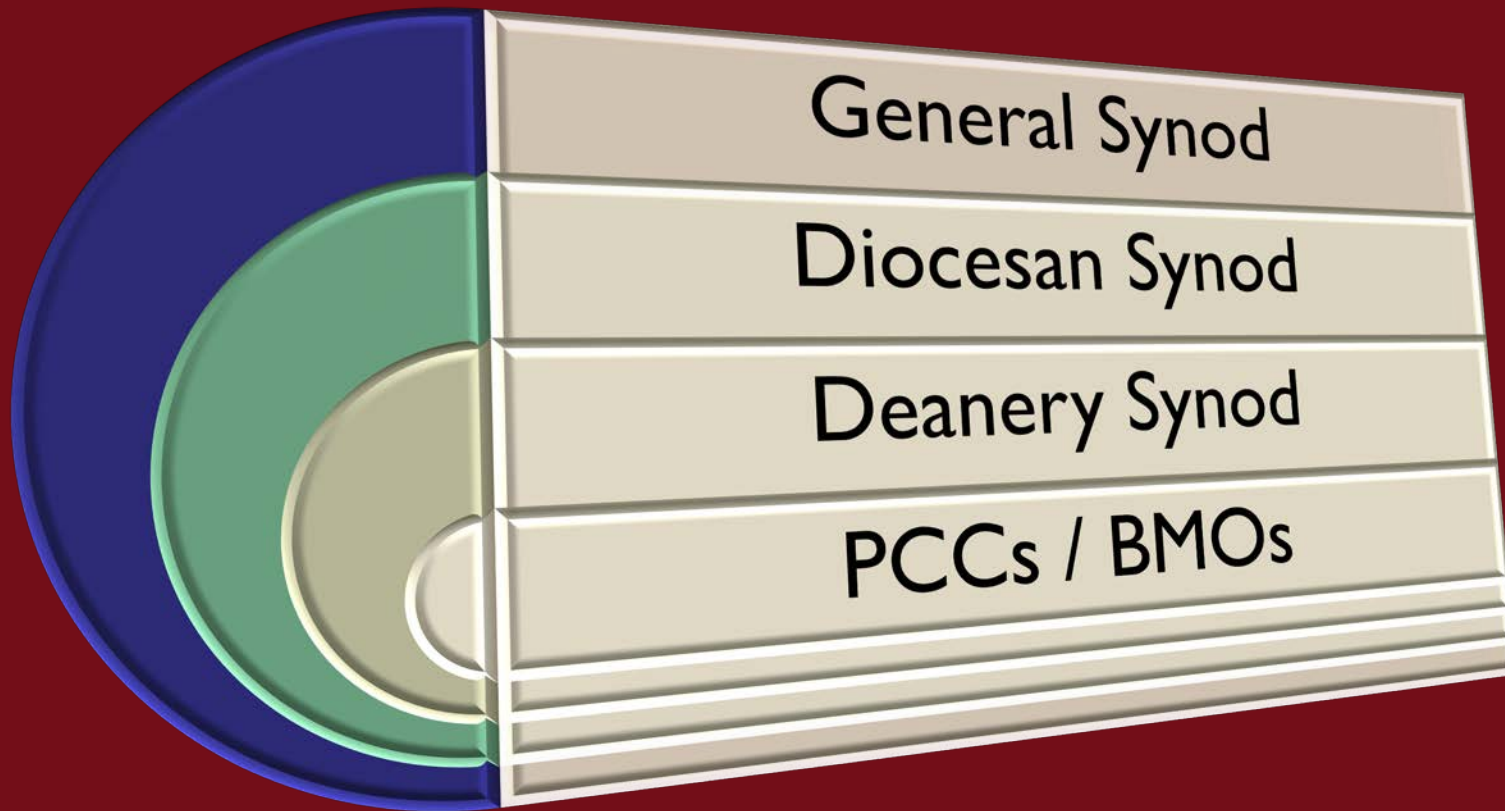 General Synod
Diocesan Synod
Deanery Synod
PCCs / BMOs